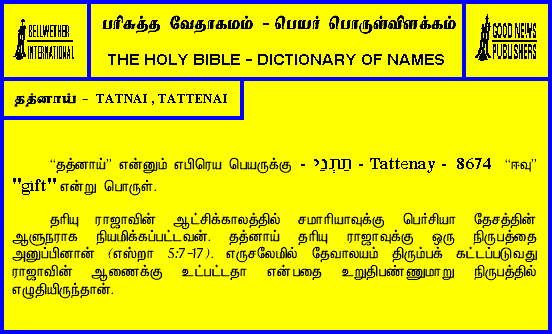 BELLWETHER
INTERNATIONAL
பரிசுத்த வேதாகமம் - பெயர் பொருள்விளக்கம்
THE HOLY BIBLE - DICTIONARY OF NAMES
GOOD NEWS
PUBLISHERS
தத்னாய் - TATNAI , TATTENAI
“தத்னாய்” என்னும் எபிரெய பெயருக்கு - תַּתְּנַי - Tattenay - 8674 “ஈவு”
"gift" என்று பொருள்.
தரியு ராஜாவின் ஆட்சிக்காலத்தில் சமாரியாவுக்கு பெர்சியா தேசத்தின்
ஆளுநராக நியமிக்கப்பட்டவன். தத்னாய் தரியு ராஜாவுக்கு ஒரு நிருபத்தை
அனுப்பினான் (எஸ்றா 5:7-17). எருசலேமில் தேவாலயம் திரும்பக் கட்டப்படுவது
ராஜாவின் ஆணைக்கு உட்பட்டதா என்பதை உறுதிபண்ணுமாறு நிருபத்தில்
எழுதியிருந்தான்.